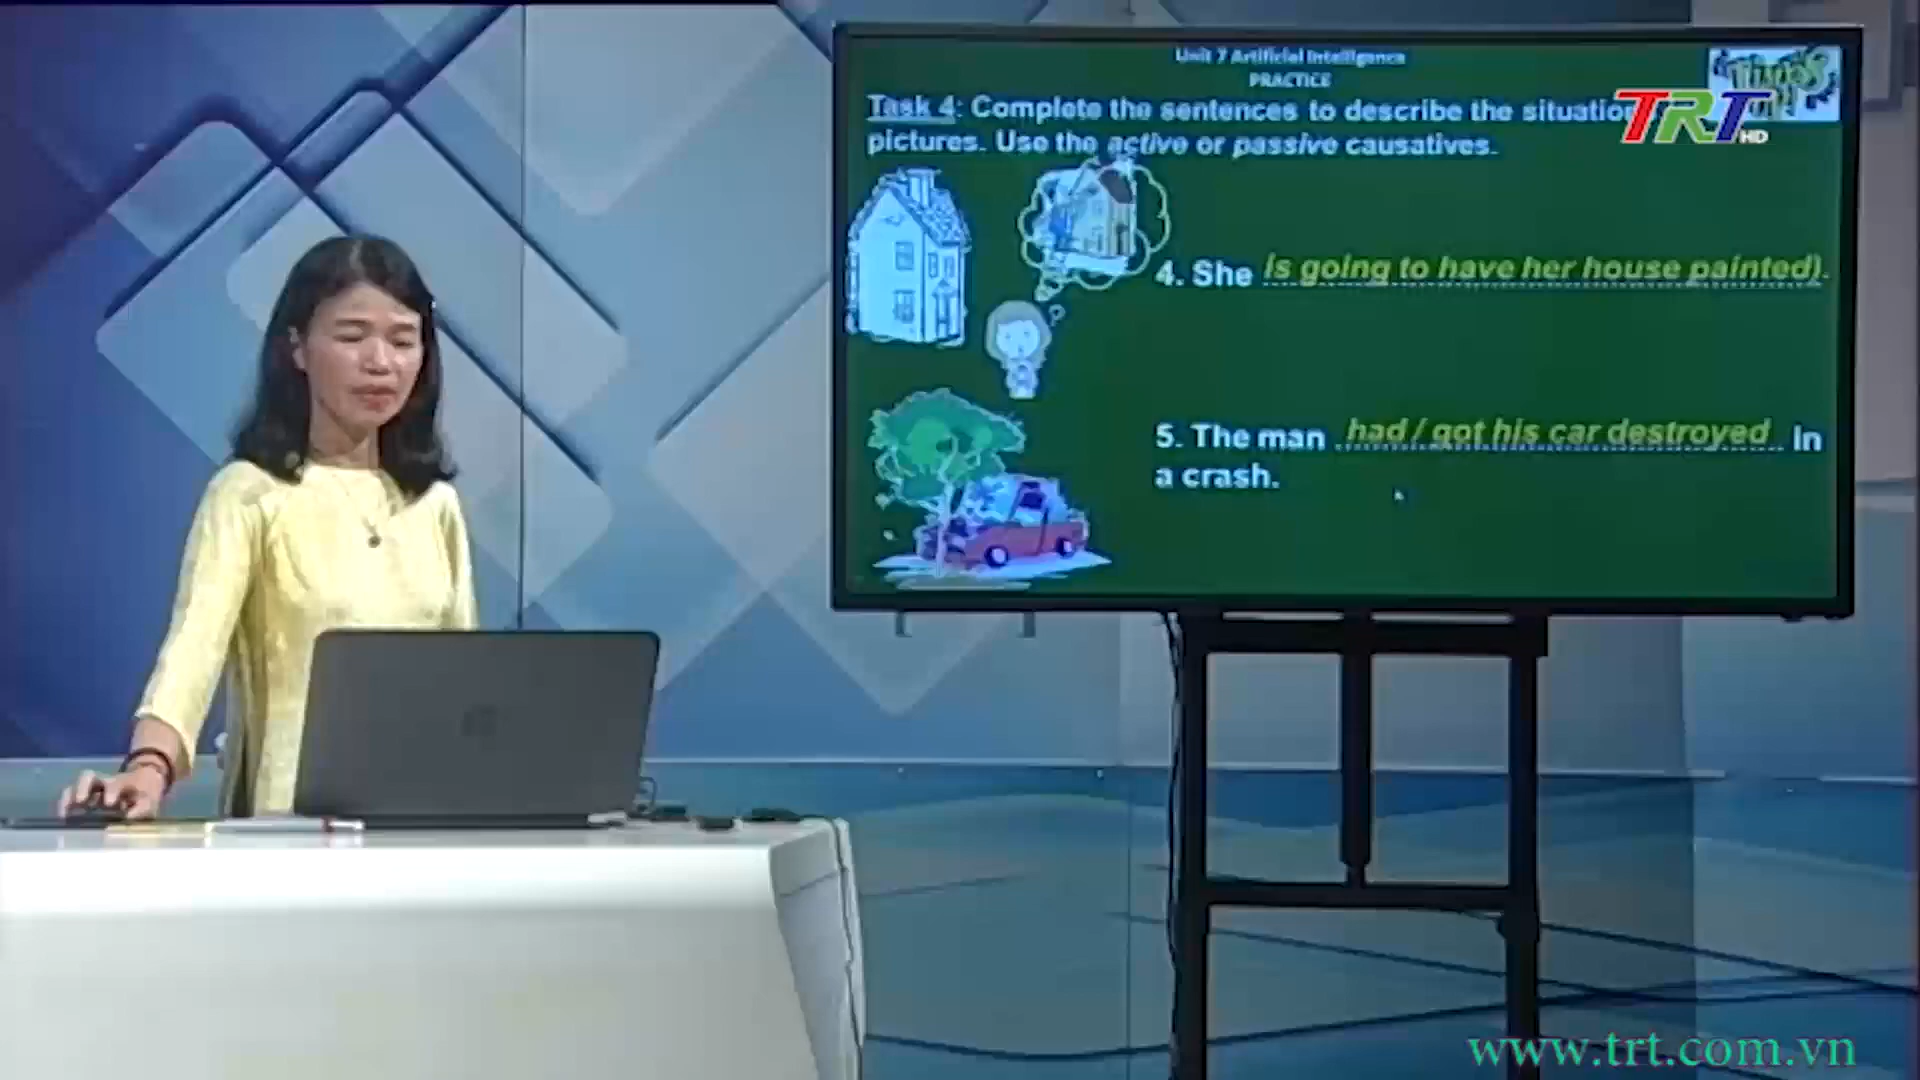 Unit 7 Artificial Intelligence
PRACTICE
Task 4: Complete the sentences to describe the situation
pictures. Use the active or passive causatives.
TRT HD
4. She is going to have her house painted).
5. The man had / got his car destroyed in
a crash.
www.trt.com.vn